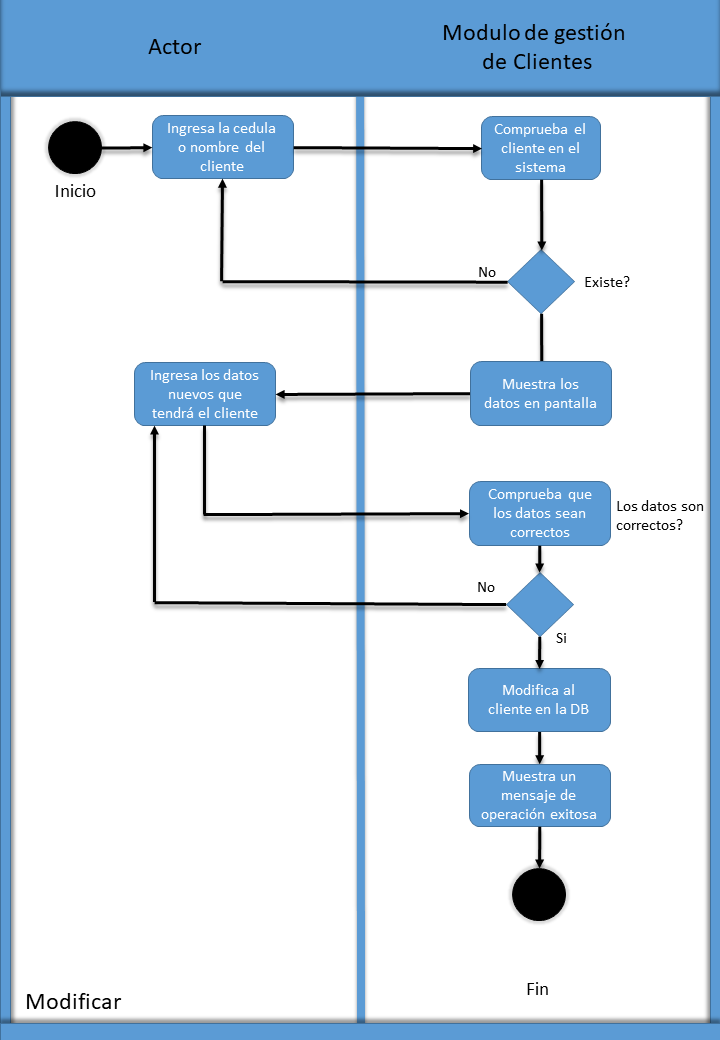 Actor
Modulo de gestión
de Clientes
Ingresa la cedula
o nombre del
cliente
Comprueba el
cliente en el
sistema
Inicio
No
Existe?
Ingresa los datos
nuevos que
tendrá el cliente
Muestra los
datos en pantalla
Comprueba que
los datos sean
correctos
Los datos son
correctos?
No
Si
Modifica al
cliente en la DB
Muestra un
mensaje de
operación exitosa
Fin
Modificar